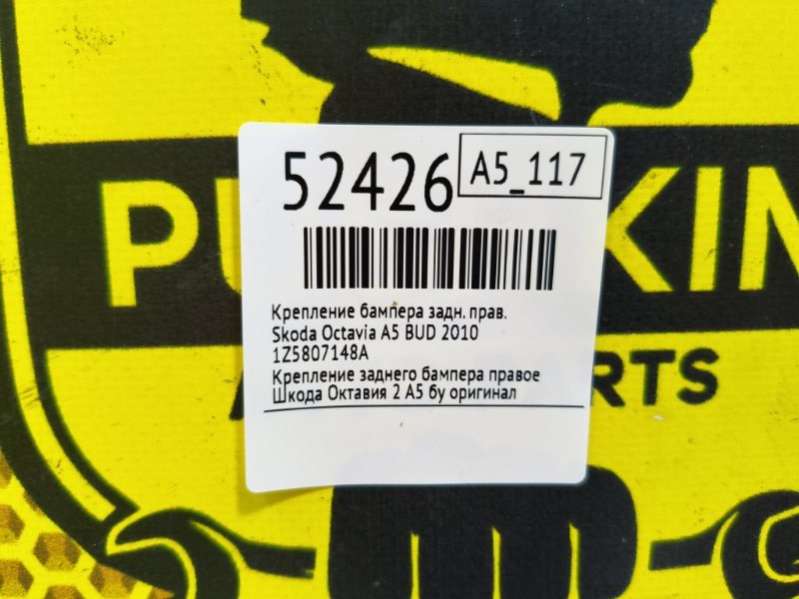 52426 A5_117
Крепление бампера задн. прав.
Skoda Octavia A5 BUD 2010
1Z5807148A
Крепление заднего бампера правое
Шкода Октавия 2 А5 бу оригинал